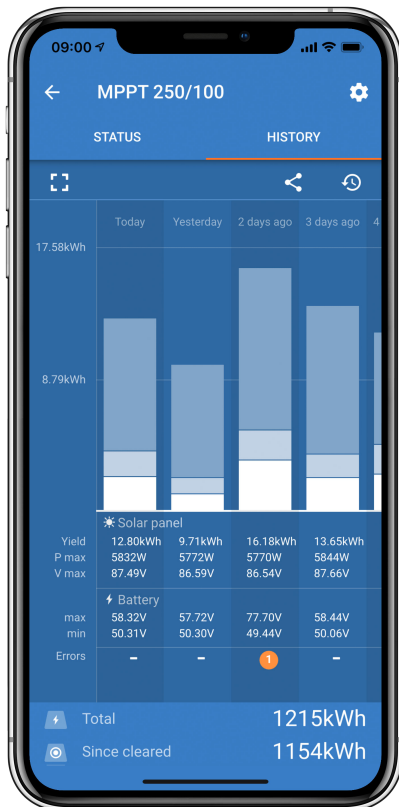 09:00
MPPT 250/100
STATUS HISTORY
Today Yesterday 2 days ago 3 days ago 4
17.58kWh
8.79kWh
Solar panel
Yield 12.80kWh 9.71kWh 16.18kWh 13.65kWh
P max 5832W 5772W 5770W 5844W
V max 87.49V 86.59V 86.54V 87.66V
Battery
max 58.32V 57.72V 77.70V 58.44V
min 50.31V 50.30V 49.44V 50.06V
Errors – – 1 –
Total 1215kWh
Since cleared 1154kWh